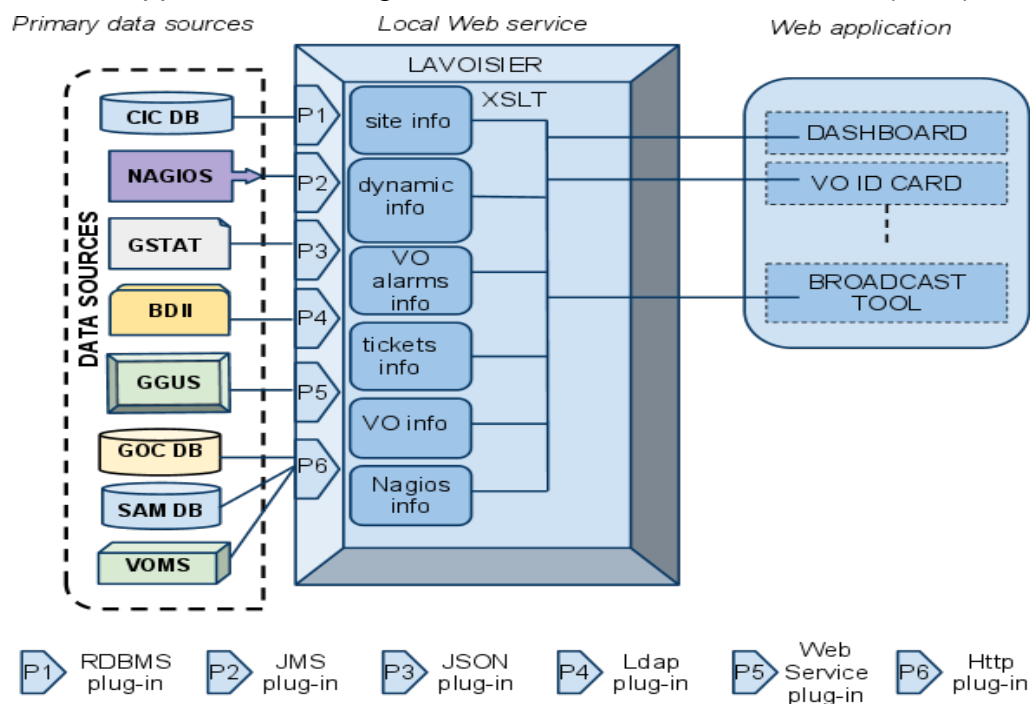 Primary data sources
Local Web service
Web application
LAVOISIER
XSLT
DATA SOURCES
CIC DB
NAGIOS
GSTAT
BDII
GGUS
GOC DB
SAM DB
VOMS
P1
P2
P3
P4
P5
P6
site info
dynamic
info
VO
alarms
info
tickets
info
VO info
Nagios
info
DASHBOARD
VO ID CARD
BROADCAST
TOOL
P1 RDBMS
plug-in
P2 JMS
plug-in
P3 JSON
plug-in
P4 Ldap
plug-in
P5 Web
Service
plug-in
P6 Http
plug-in